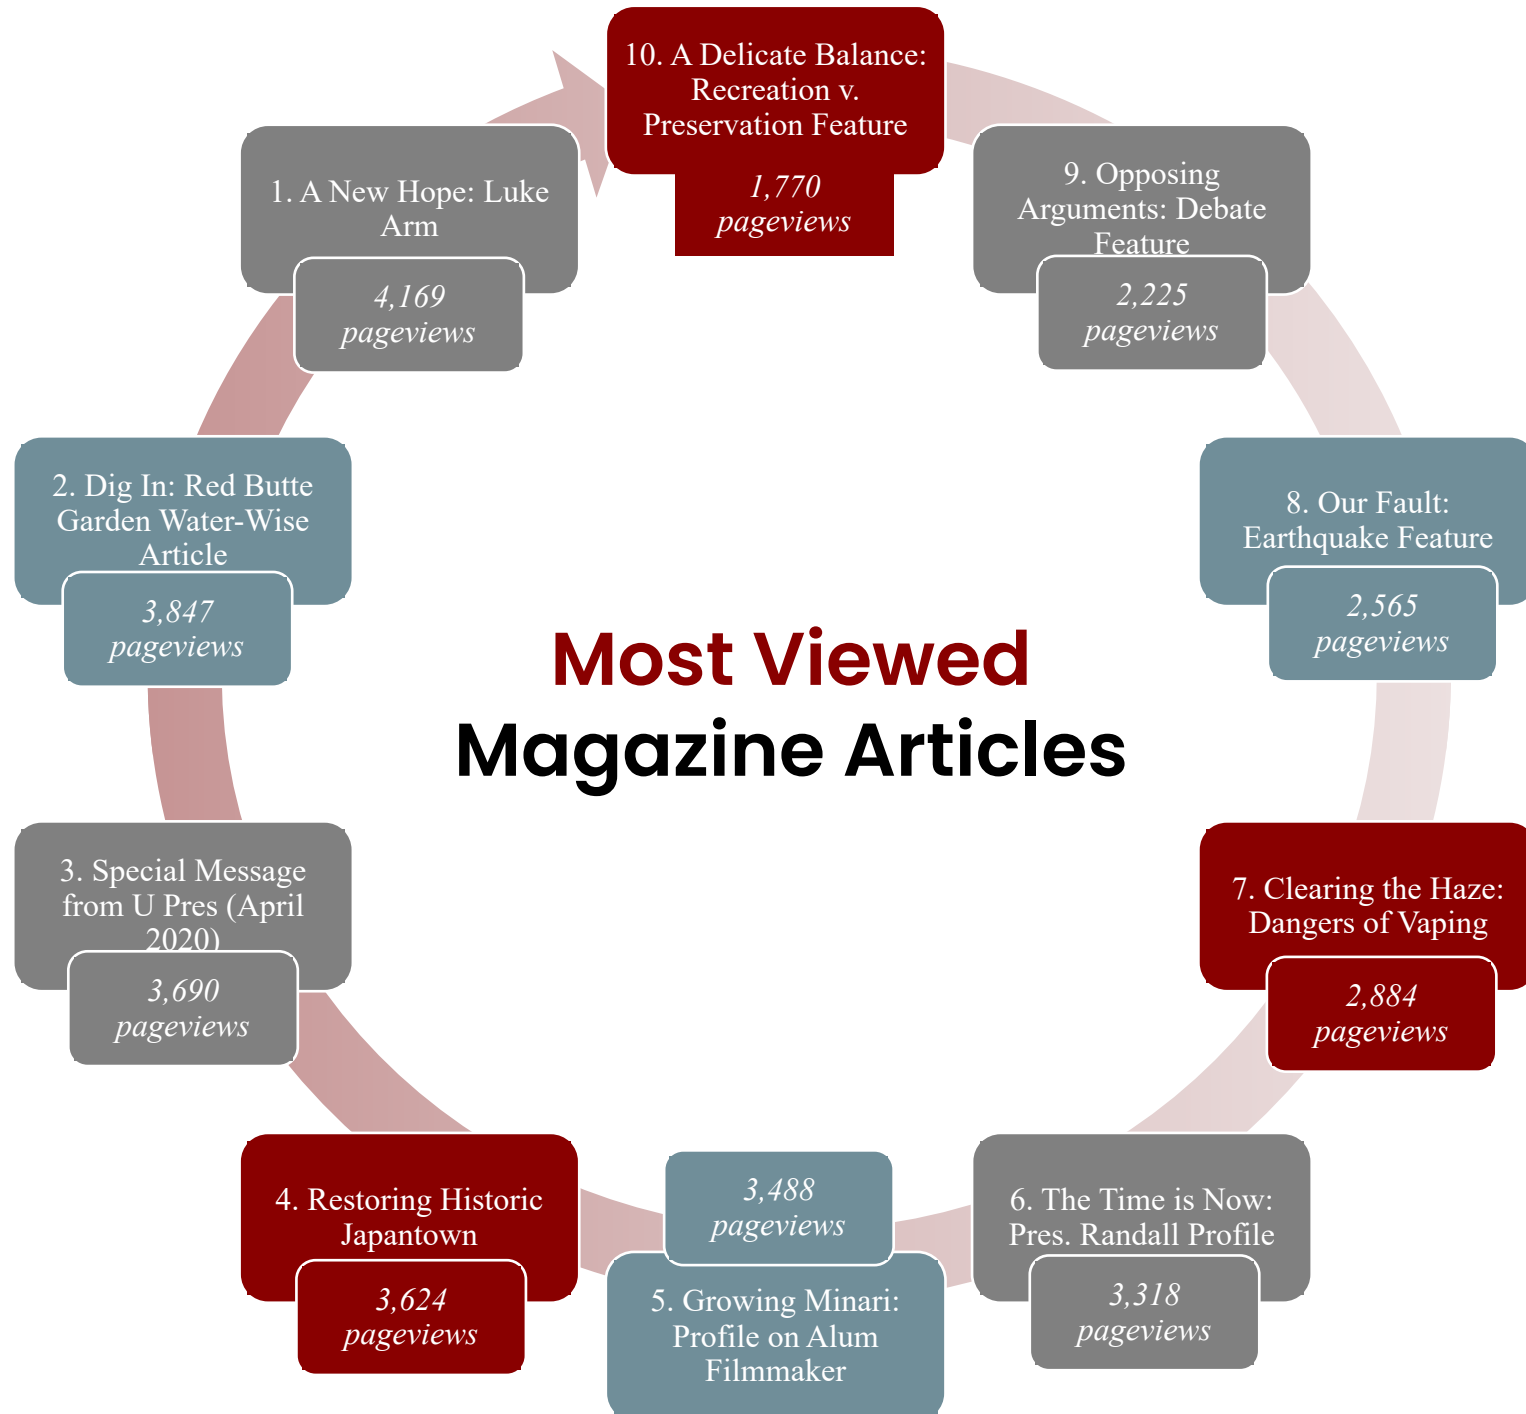 10. A Delicate Balance:
Recreation v.
Preservation Feature
1,770
pageviews
9. Opposing
Arguments: Debate
Feature
2,225
pageviews
8. Our Fault:
Earthquake Feature
2,565
pageviews
7. Clearing the Haze:
Dangers of Vaping
2,884
pageviews
6. The Time is Now:
Pres. Randall Profile
3,318
pageviews
3,488
pageviews
5. Growing Minari:
Profile on Alum
Filmmaker
4. Restoring Historic
Japantown
3,624
pageviews
3. Special Message
from U Pres (April
2020)
3,690
pageviews
2. Dig In: Red Butte
Garden Water-Wise
Article
3,847
pageviews
1. A New Hope: Luke
Arm
4,169
pageviews
Most Viewed
Magazine Articles